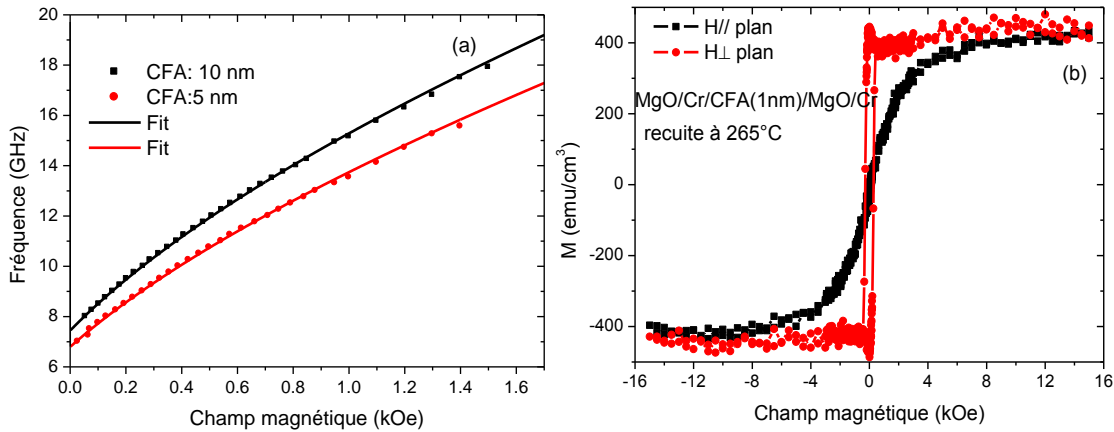 (a)
CFA: 10 nm
CFA:5 nm
Fit
Fit
Fréquence (GHz)
20
18
16
14
12
10
8
6
0.0 0.2 0.4 0.6 0.8 1.0 1.2 1.4 1.6
Champ magnétique (kOe)
H// plan
H⊥ plan
(b)
MgO/Cr/CFA(1nm)/MgO/Cr
recuite à 265°C
M (emu/cm³)
400
200
0
-200
-400
-16 -12 -8 -4 0 4 8 12 16
Champ magnétique (kOe)